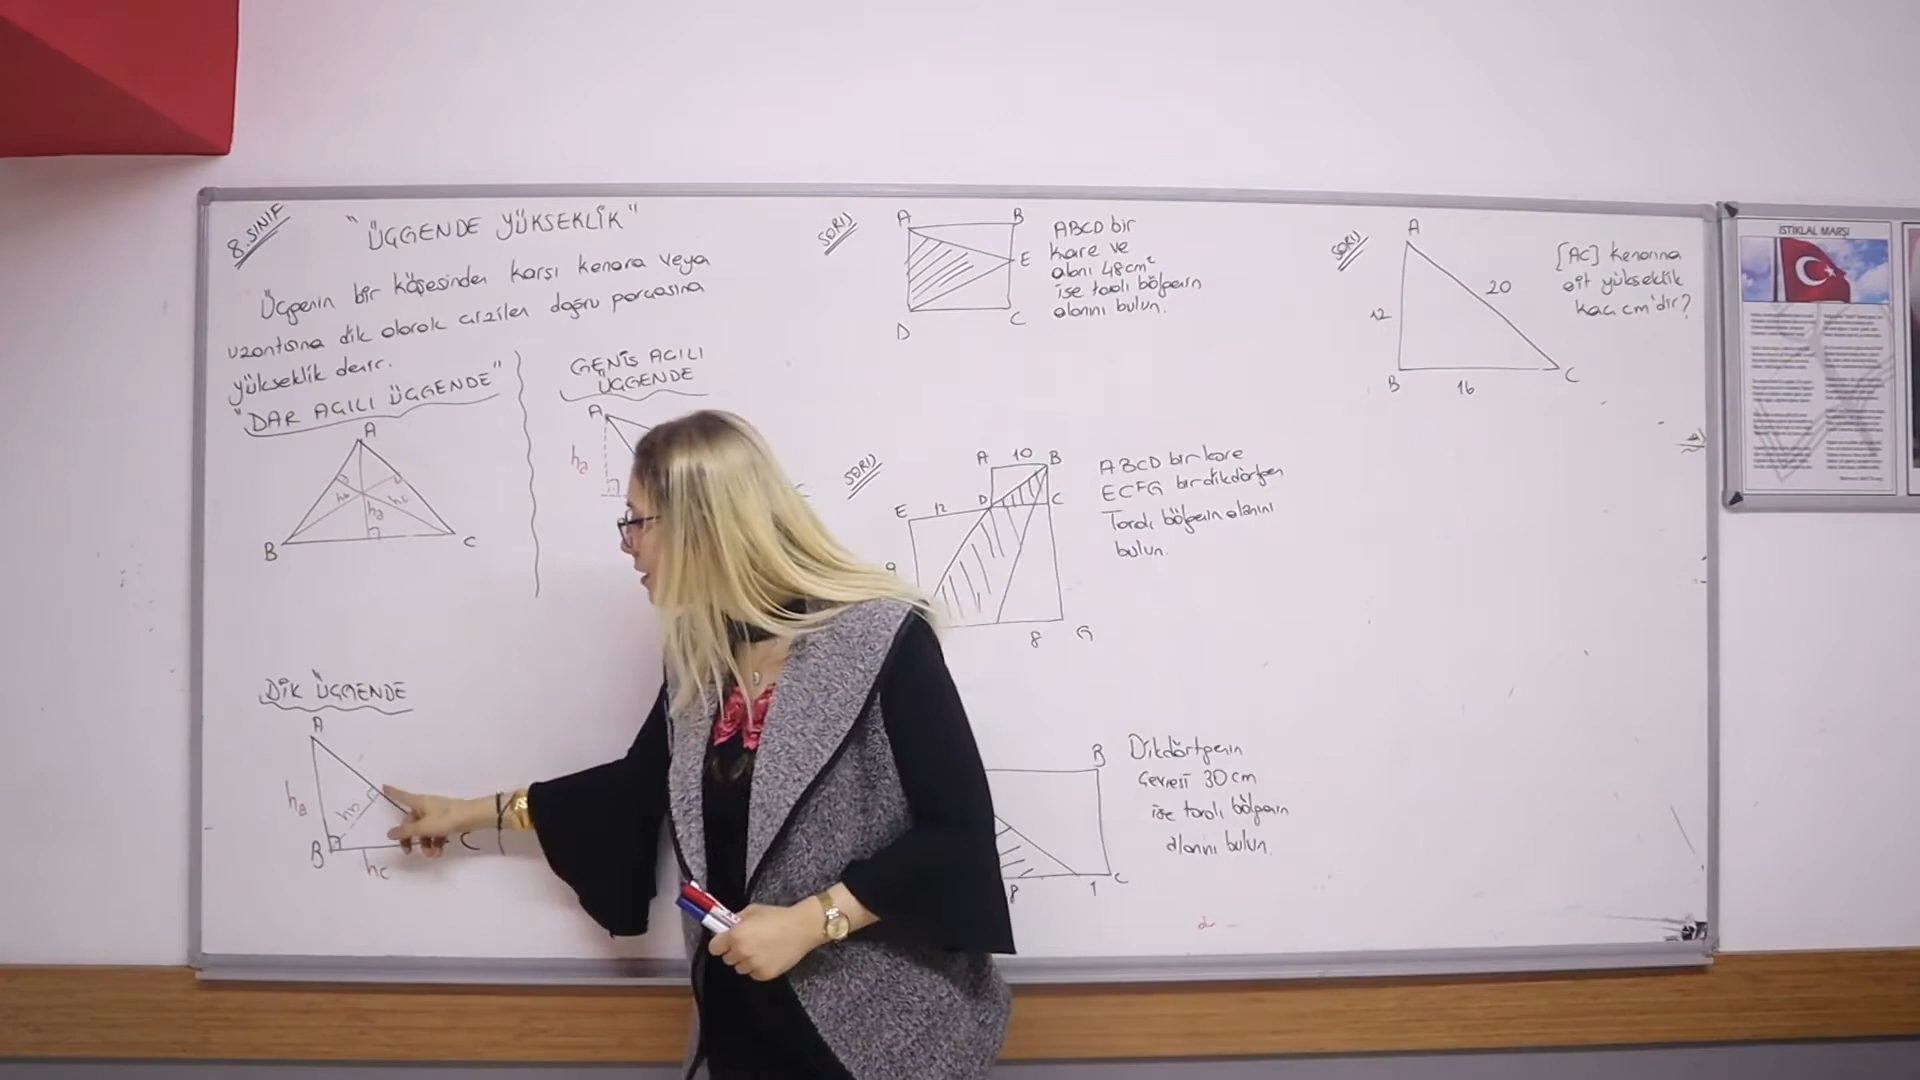 8.SINIF
"ÜÇGENDE YÜKSEKLİK"
Üçgenin bir köşesinden karşı kenara veya
uzantısına dik olarak çizilen doğru parçasına
yükseklik denir.
"DAR AÇILI ÜÇGENDE"
A
hb
hc
ha
B
C
GENİŞ AÇILI
ÜÇGENDE
A
ha
C
DİK ÜÇGENDE
A
ha
hb
B
C
hc
SORU
A
B
E
D
C
ABCD bir
kare ve
alanı 48cm²
ise taralı bölgenin
alanını bulun.
SORU
A
10
B
E
12
D
C
9
8
G
ABCD bir kare
ECFG bir dikdörtgen
Taralı bölgenin alanını
bulun.
B
8
1
C
Dikdörtgenin
Çevresi 30 cm
ise taralı bölgenin
alanını bulun.
SORU
A
12
20
B
16
C
[AC] kenarına
ait yükseklik
kaç cm'dir?
İSTİKLAL MARŞI